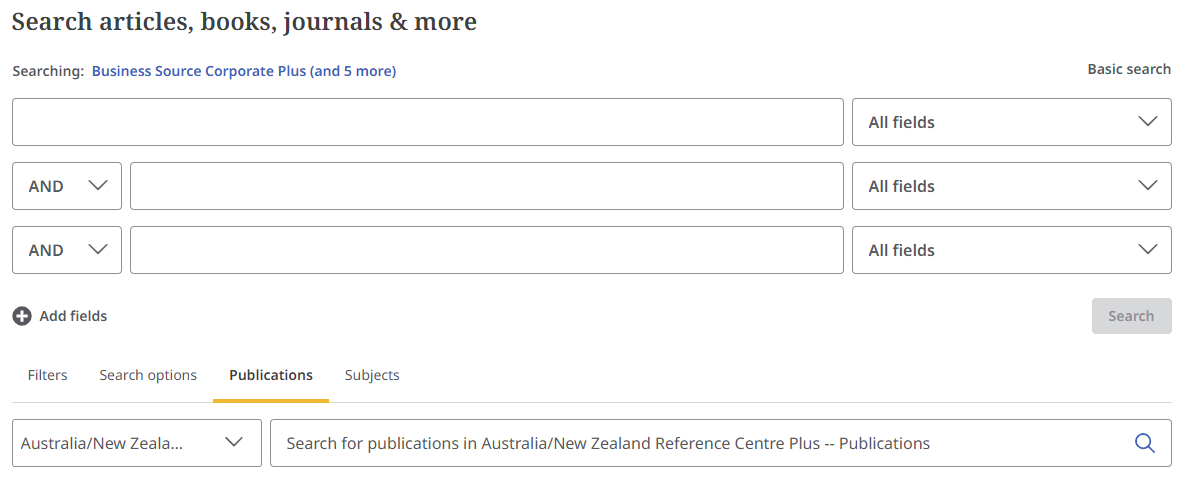 Search articles, books, journals & more
Searching: Business Source Corporate Plus (and 5 more)
Basic search
All fields
AND
All fields
AND
All fields
Add fields
Search
Filters Search options Publications Subjects
Australia/New Zeala... Search for publications in Australia/New Zealand Reference Centre Plus -- Publications